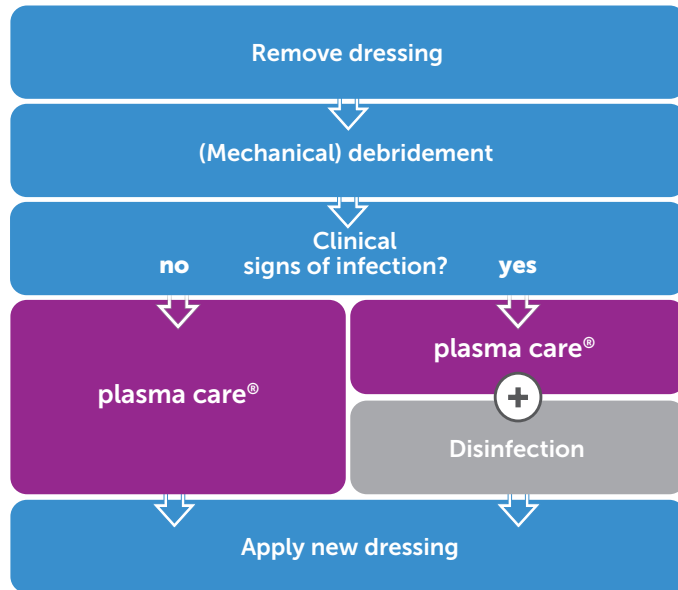 Remove dressing
(Mechanical) debridement
Clinical
no signs of infection? yes
plasma care®
plasma care®
+
Disinfection
Apply new dressing